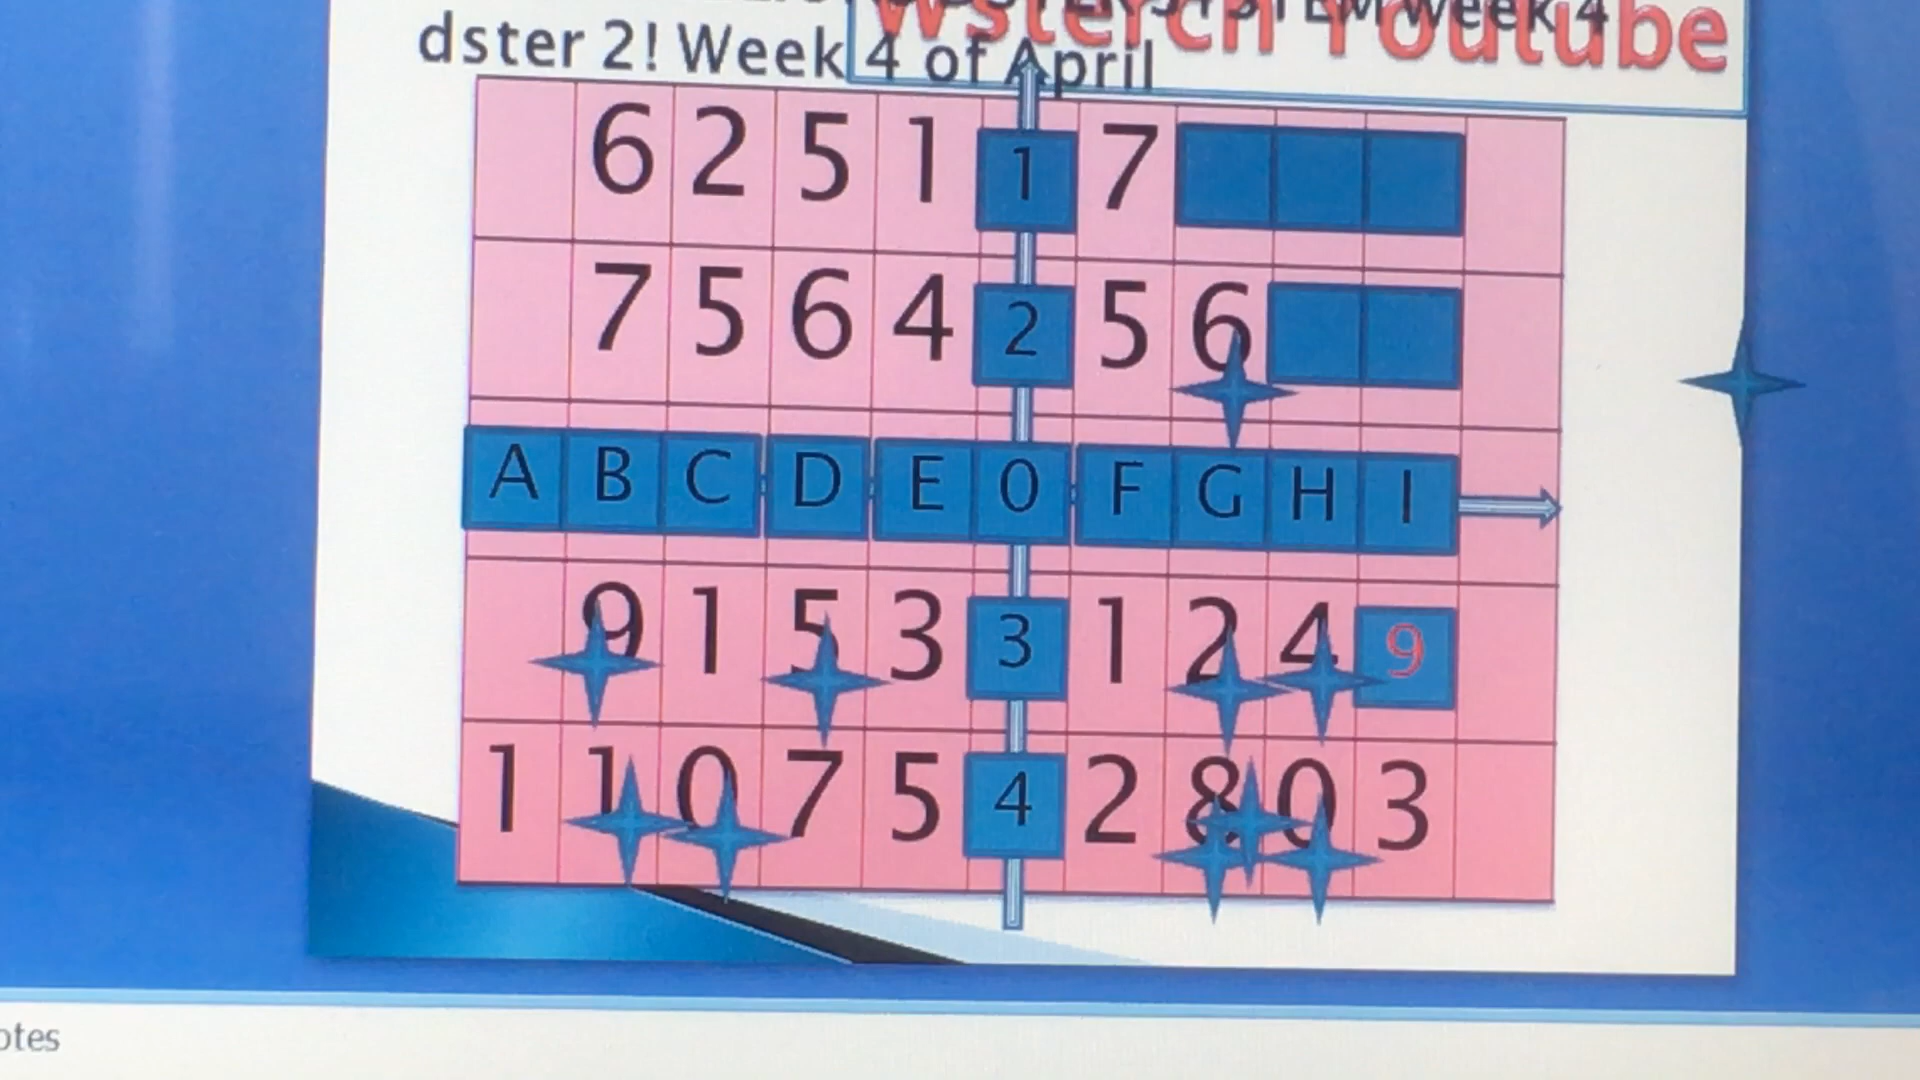 Week 4
Wsterch Youtube
dster 2! Week 4 of April
6 2 5 1 1 7
7 5 6 4 2 5 6
A B C D E 0 F G H I
9 1 5 3 3 1 2 4 9
1 1 0 7 5 4 2 8 0 3
otes